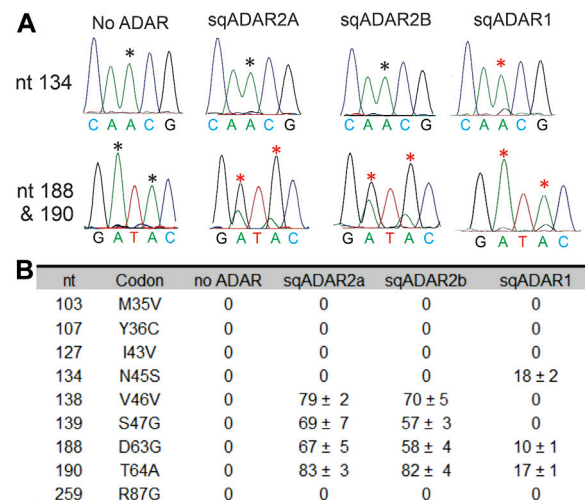 A No ADAR sqADAR2A sqADAR2B sqADAR1
* * * *
nt 134
C A A C G C A A C G C A A C G C A A C G
* * * * * * * *
nt 188
& 190
G A T A C G A T A C G A T A C G A T A C
B nt Codon no ADAR sqADAR2a sqADAR2b sqADAR1
103 M35V 0 0 0 0
107 Y36C 0 0 0 0
127 I43V 0 0 0 0
134 N45S 0 0 0 18 ± 2
138 V46V 79 ± 2 70 ± 5 0
139 S47G 0 69 ± 7 57 ± 3 0
188 D63G 0 67 ± 5 58 ± 4 10 ± 1
190 T64A 0 83 ± 3 82 ± 4 17 ± 1
259 R87G 0 0 0 0